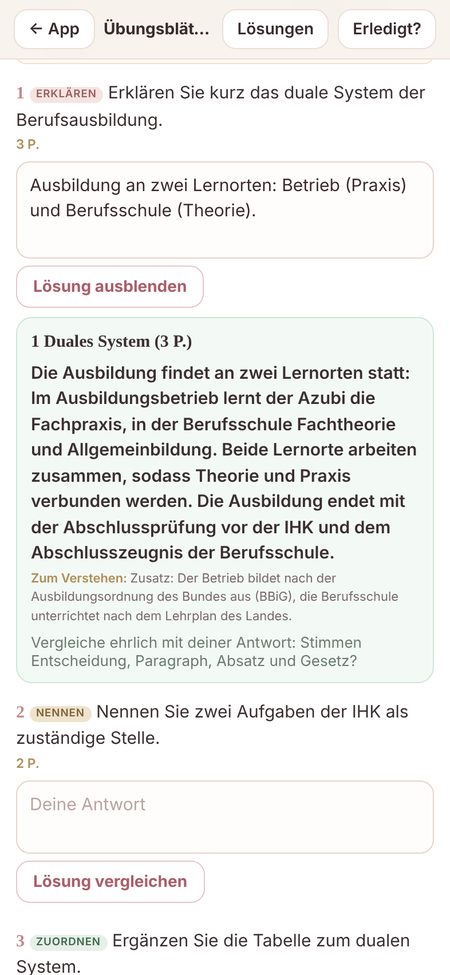 ← App Übungsblät... Lösungen Erledigt?
1 ERKLÄREN Erklären Sie kurz das duale System der
Berufsausbildung.
3 P.
Ausbildung an zwei Lernorten: Betrieb (Praxis)
und Berufsschule (Theorie).
Lösung ausblenden
1 Duales System (3 P.)
Die Ausbildung findet an zwei Lernorten statt:
Im Ausbildungsbetrieb lernt der Azubi die
Fachpraxis, in der Berufsschule Fachtheorie
und Allgemeinbildung. Beide Lernorte arbeiten
zusammen, sodass Theorie und Praxis
verbunden werden. Die Ausbildung endet mit
der Abschlussprüfung vor der IHK und dem
Abschlusszeugnis der Berufsschule.
Zum Verstehen: Zusatz: Der Betrieb bildet nach der
Ausbildungsordnung des Bundes aus (BBiG), die Berufsschule
unterrichtet nach dem Lehrplan des Landes.
Vergleiche ehrlich mit deiner Antwort: Stimmen
Entscheidung, Paragraph, Absatz und Gesetz?
2 NENNEN Nennen Sie zwei Aufgaben der IHK als
zuständige Stelle.
2 P.
Deine Antwort
Lösung vergleichen
3 ZUORDNEN Ergänzen Sie die Tabelle zum dualen
System.